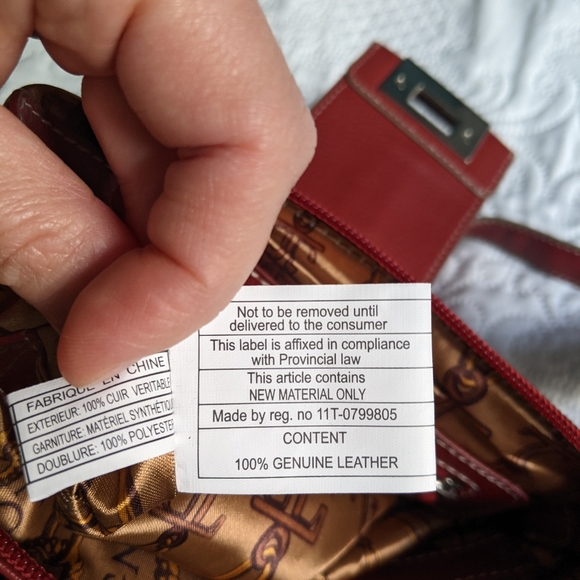 FABRIQUÉ EN CHINE
EXTERIEUR: 100% CUIR VERITABLE
GARNITURE: MATÉRIEL SYNTHÉTIQUE
DOUBLURE: 100% POLYESTER
Not to be removed until
delivered to the consumer
This label is affixed in compliance
with Provincial law
This article contains
NEW MATERIAL ONLY
Made by reg. no 11T-0799805
CONTENT
100% GENUINE LEATHER